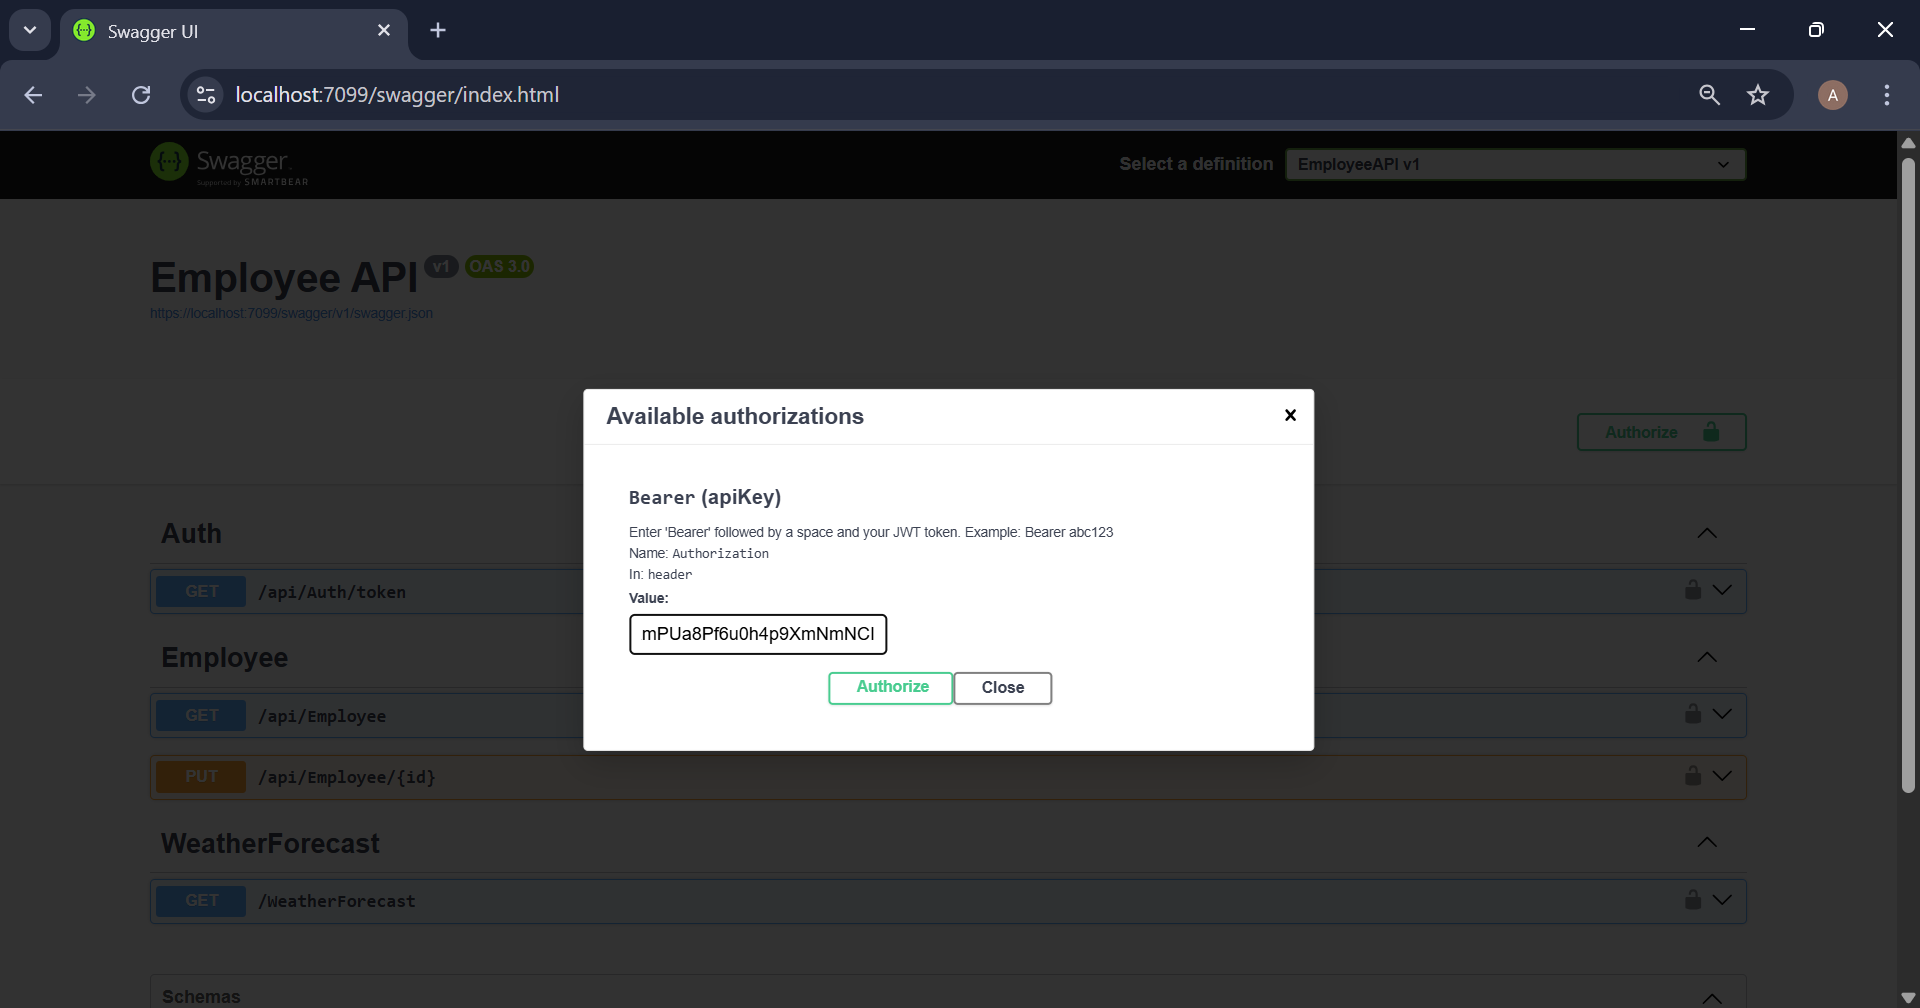 Swagger UI
localhost:7099/swagger/index.html
A
Swagger.
Supported by SMARTBEAR
Select a definition
EmployeeAPI v1
Employee API v1 OAS 3.0
https://localhost:7099/swagger/v1/swagger.json
Available authorizations
Authorize
Bearer (apiKey)
Enter 'Bearer' followed by a space and your JWT token. Example: Bearer abc123
Name: Authorization
In: header
Value:
mPUa8Pf6u0h4p9XmNmNCI
Authorize
Close
Auth
GET /api/Auth/token
Employee
GET /api/Employee
PUT /api/Employee/{id}
WeatherForecast
GET /WeatherForecast
Schemas